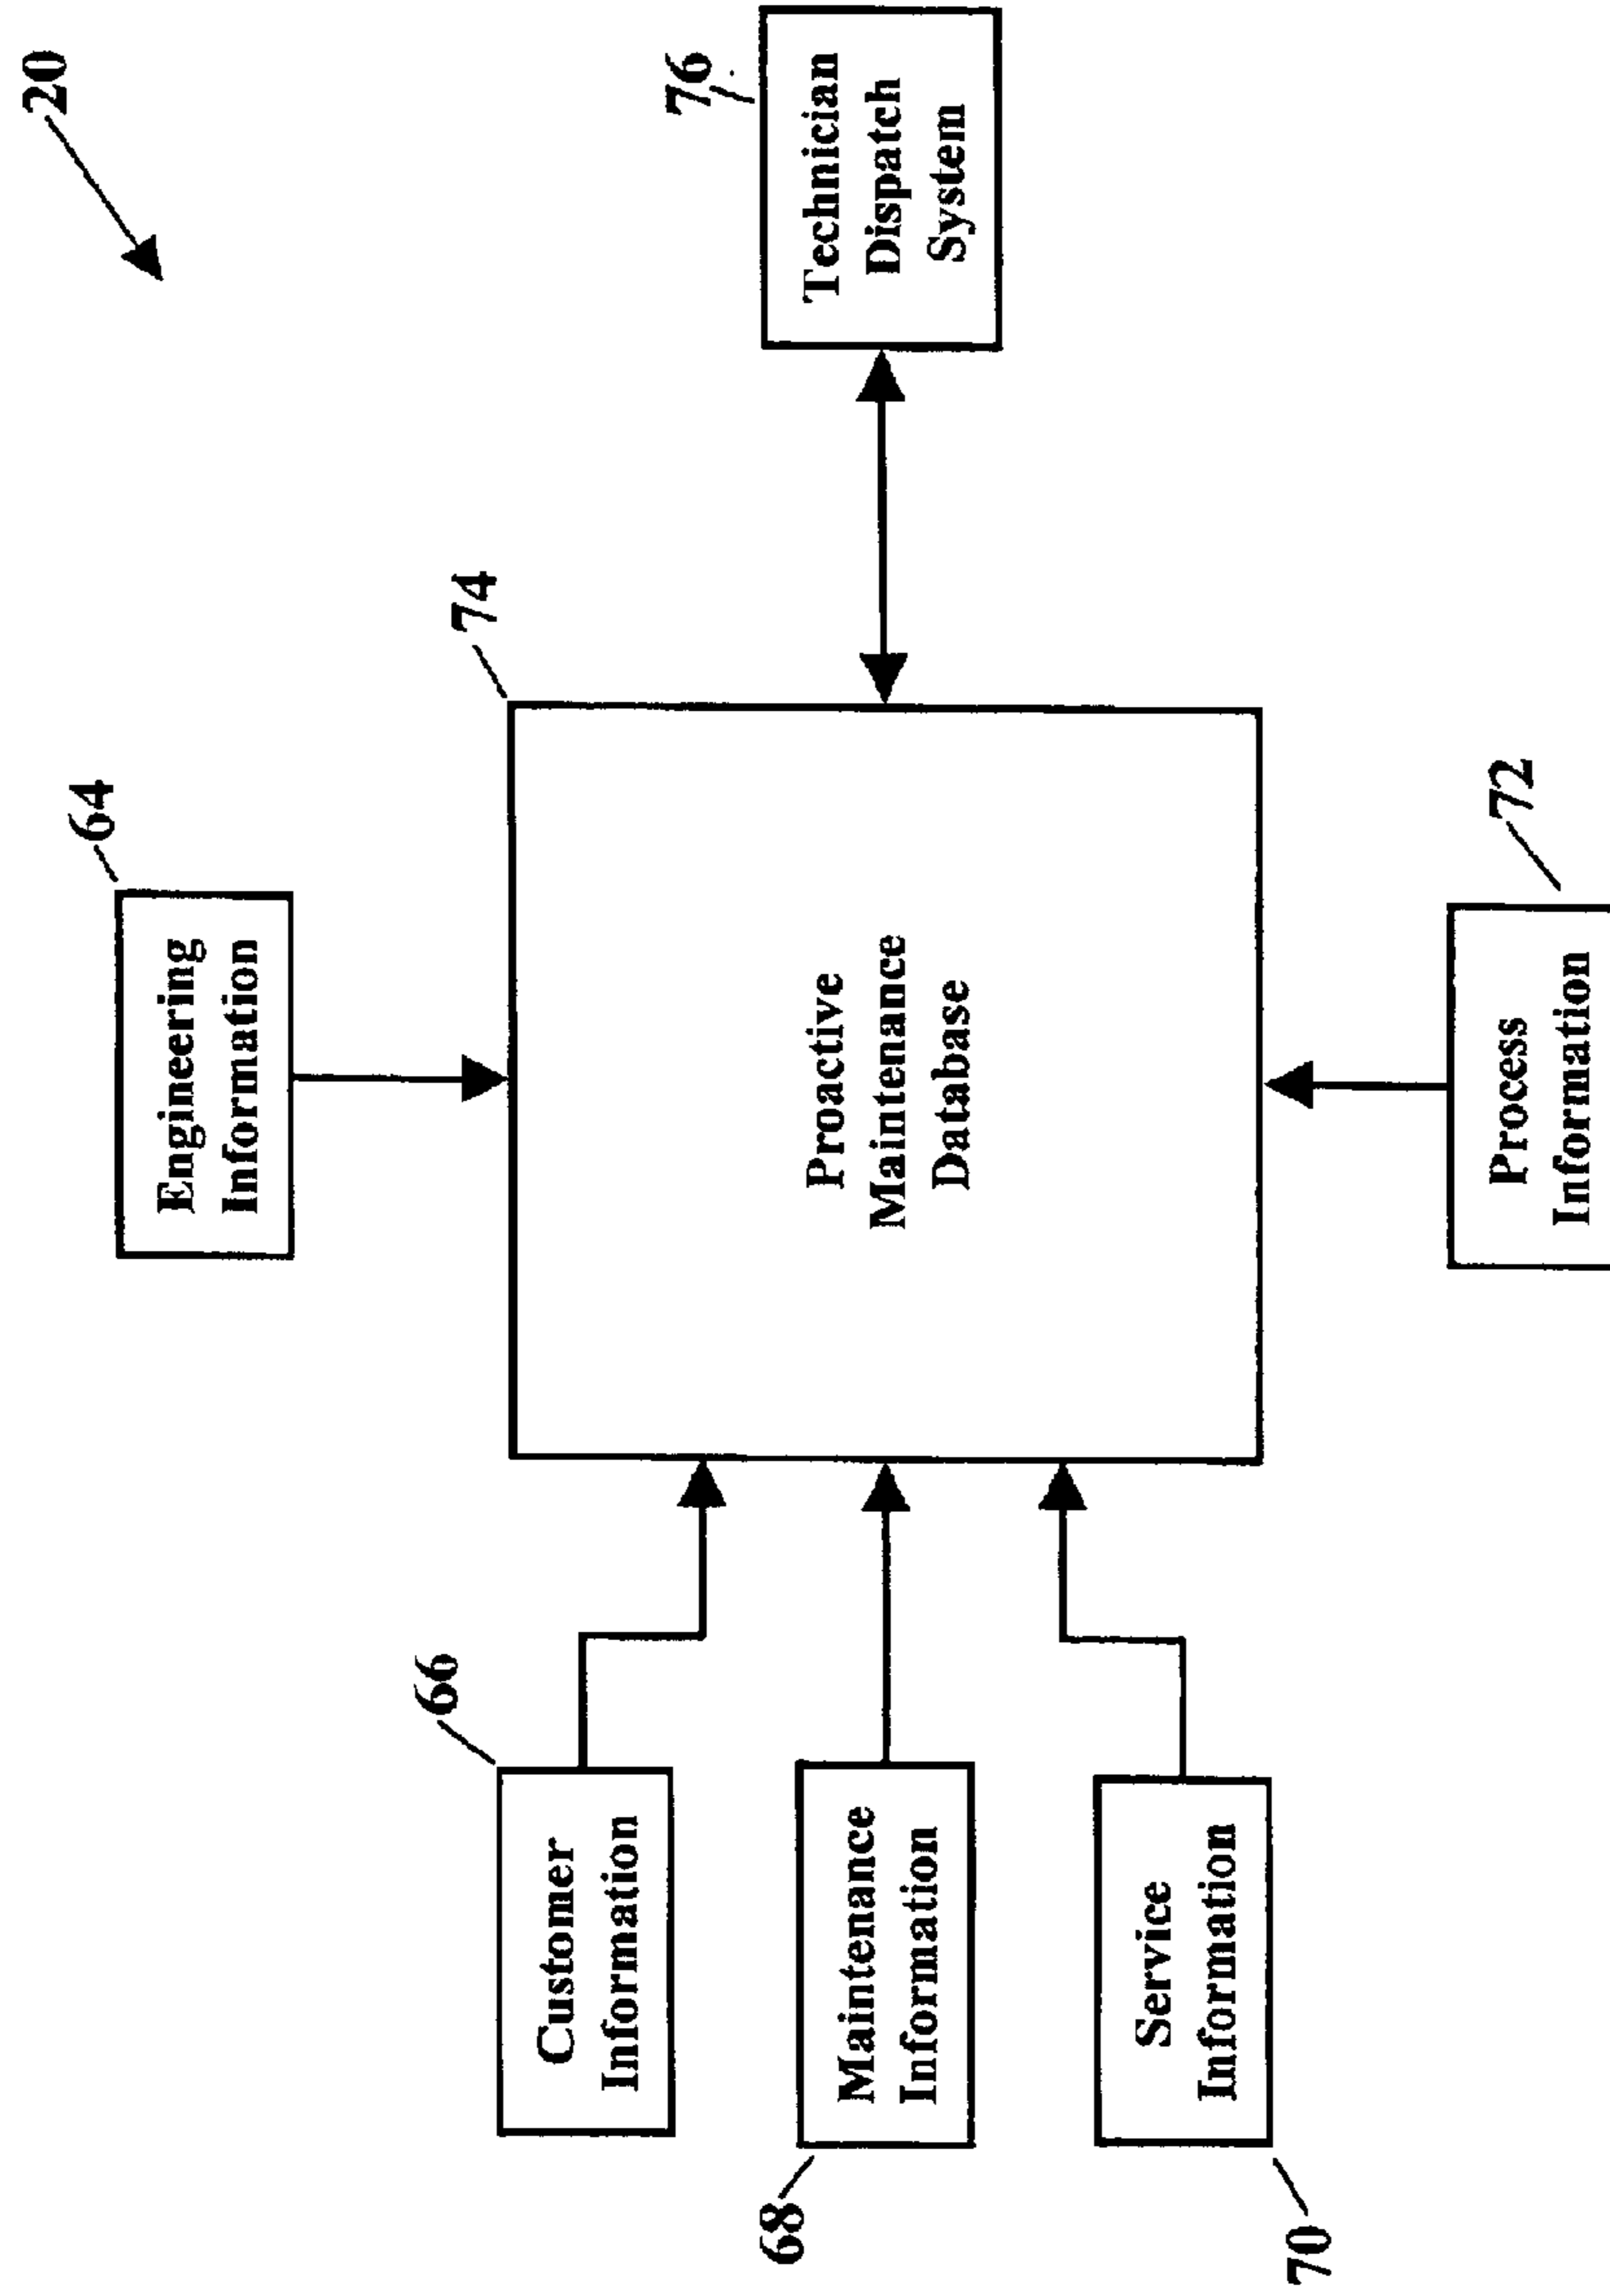 20
64
Engineering
Information
66
Customer
Information
74
Proactive
Maintenance
Database
76
Technician
Dispatch
System
68
Maintenance
Information
70
Service
Information
72
Process
Information